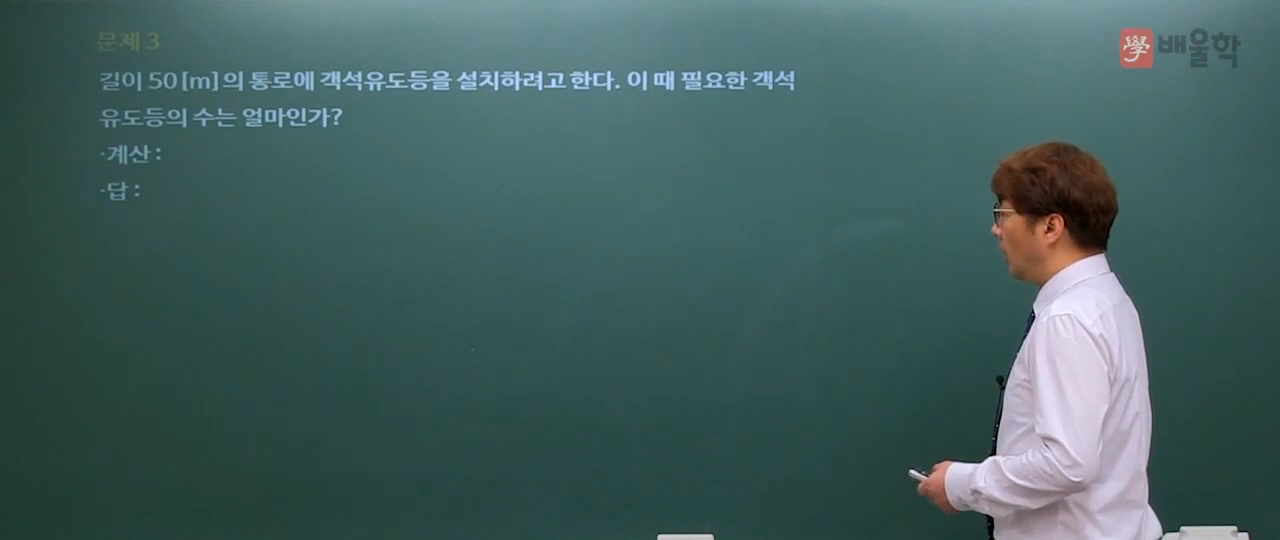 문제 3
學 배울학
길이 50 [m]의 통로에 객석유도등을 설치하려고 한다. 이 때 필요한 객석
유도등의 수는 얼마인가?
·계산 :
·답 :